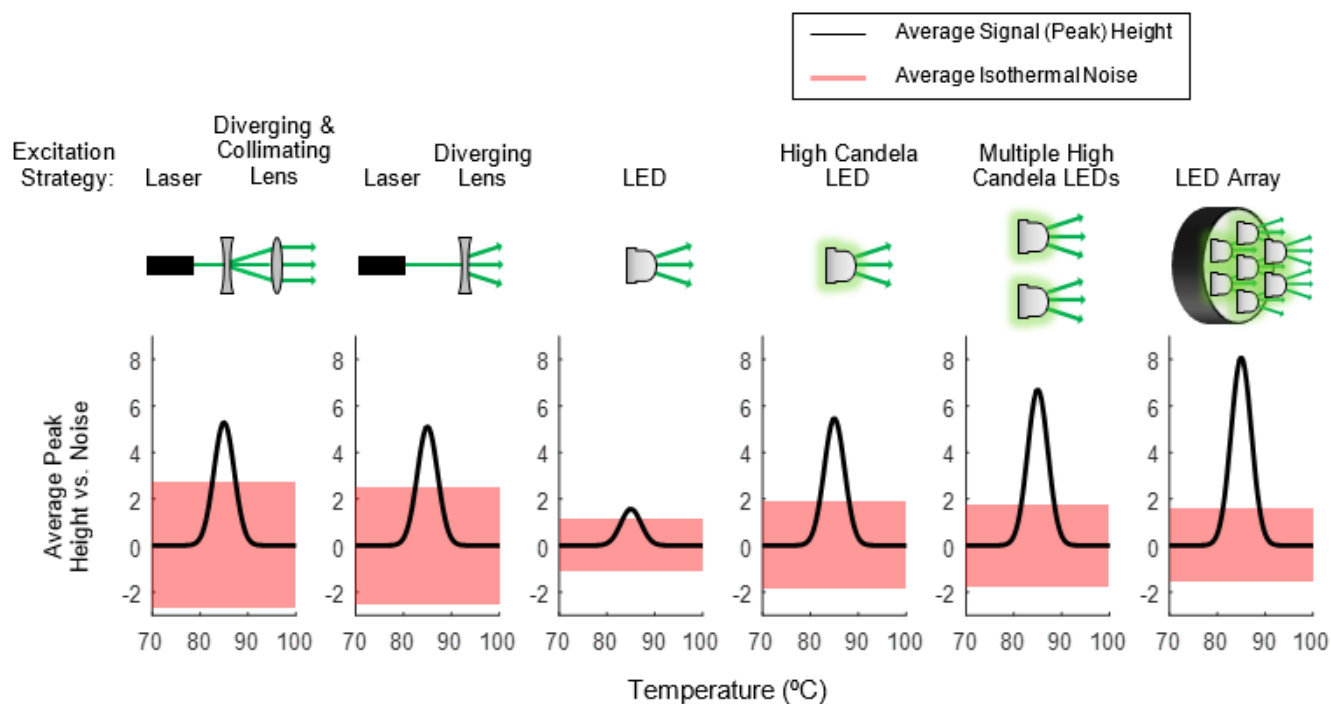 Average Signal (Peak) Height
Average Isothermal Noise
Excitation
Strategy:
Laser
Diverging &
Collimating
Lens
Laser
Diverging
Lens
LED
High Candela
LED
Multiple High
Candela LEDs
LED Array
Average Peak
Height vs. Noise
8
6
4
2
0
-2
70 80 90 100
8
6
4
2
0
-2
70 80 90 100
8
6
4
2
0
-2
70 80 90 100
8
6
4
2
0
-2
70 80 90 100
8
6
4
2
0
-2
70 80 90 100
8
6
4
2
0
-2
70 80 90 100
Temperature (ºC)